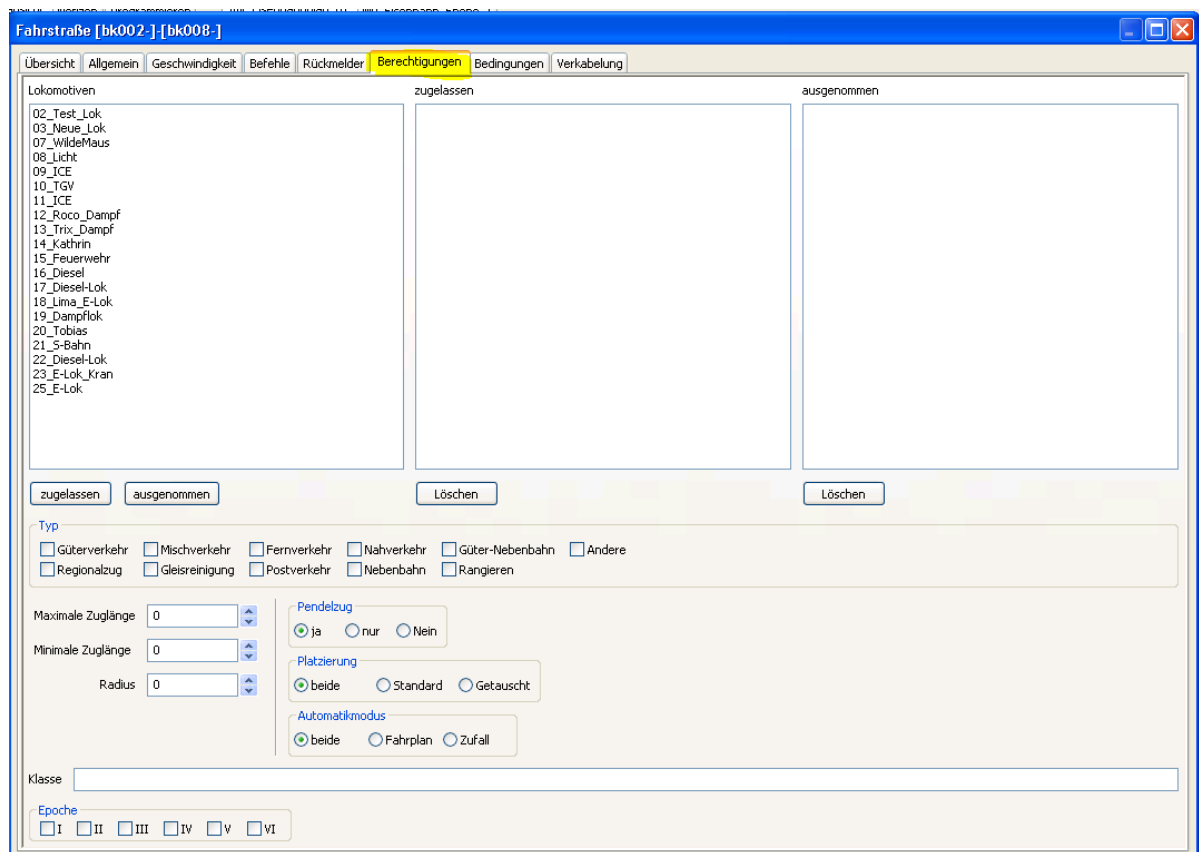 Fahrstraße [bk002-]-[bk008-]
Übersicht Allgemein Geschwindigkeit Befehle Rückmelder Berechtigungen Bedingungen Verkabelung
Lokomotiven zugelassen ausgenommen
02_Test_Lok
03_Neue_Lok
07_WildeMaus
08_Licht
09_ICE
10_TGV
11_ICE
12_Roco_Dampf
13_Trix_Dampf
14_Kathrin
15_Feuerwehr
16_Diesel
17_Diesel-Lok
18_Lima_E-Lok
19_Dampflok
20_Tobias
21_S-Bahn
22_Diesel-Lok
23_E-Lok_Kran
25_E-Lok
zugelassen ausgenommen Löschen Löschen
Typ
Güterverkehr Mischverkehr Fernverkehr Nahverkehr Güter-Nebenbahn Andere
Regionalzug Gleisreinigung Postverkehr Nebenbahn Rangieren
Maximale Zuglänge 0
Minimale Zuglänge 0
Radius 0
Pendelzug
ja nur Nein
Platzierung
beide Standard Getauscht
Automatikmodus
beide Fahrplan Zufall
Klasse
Epoche
I II III IV V VI